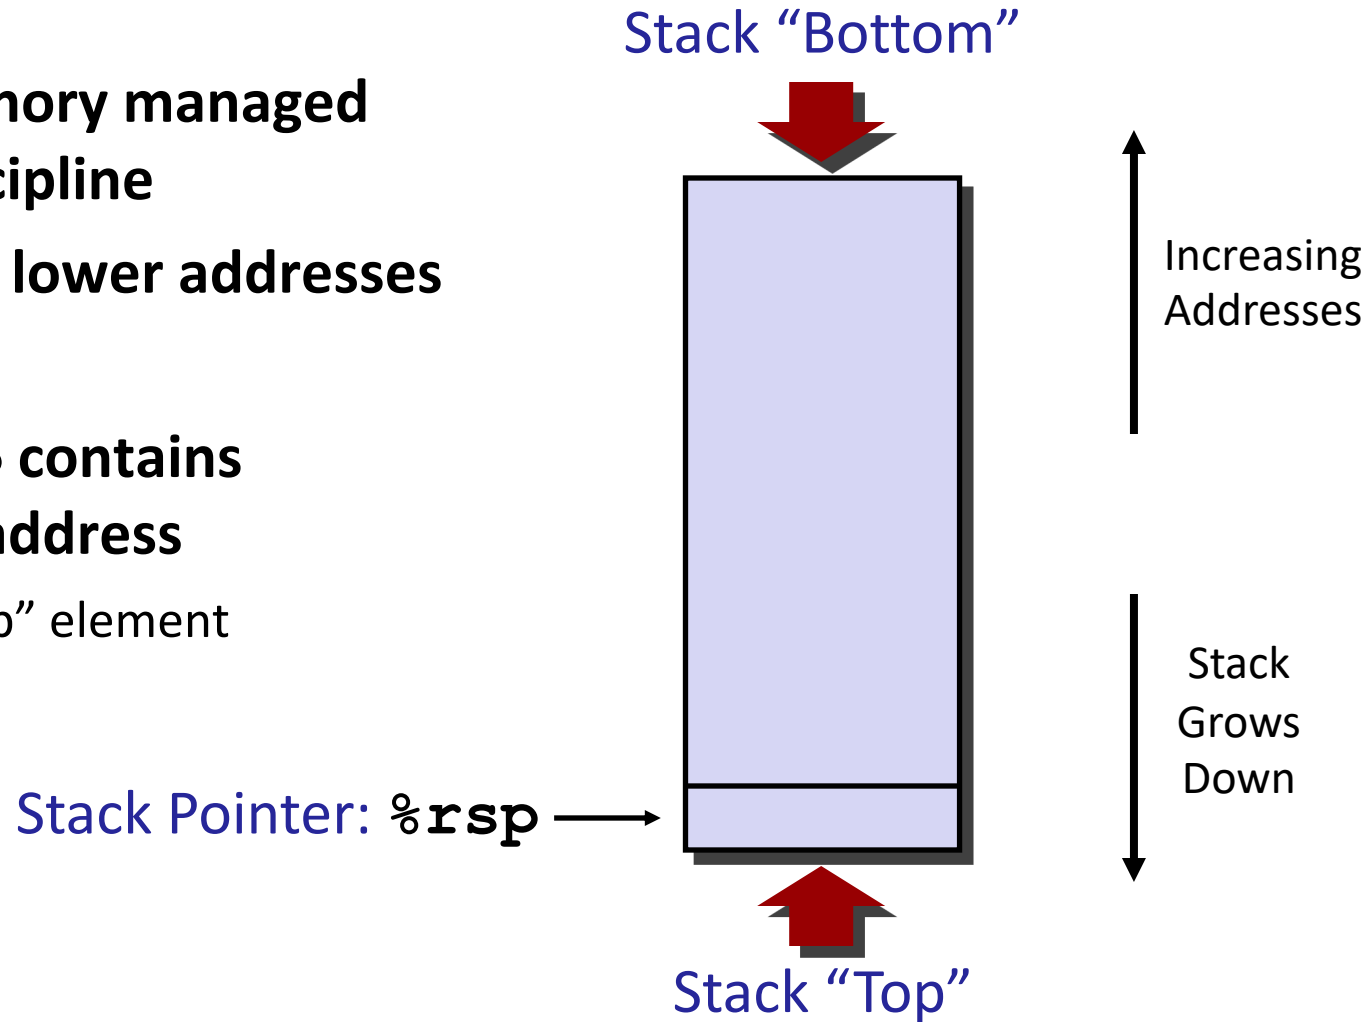 Stack “Bottom”
nory managed
cipline
lower addresses
contains
address
” element
Stack Pointer: %rsp
Increasing
Addresses
Stack
Grows
Down
Stack “Top”